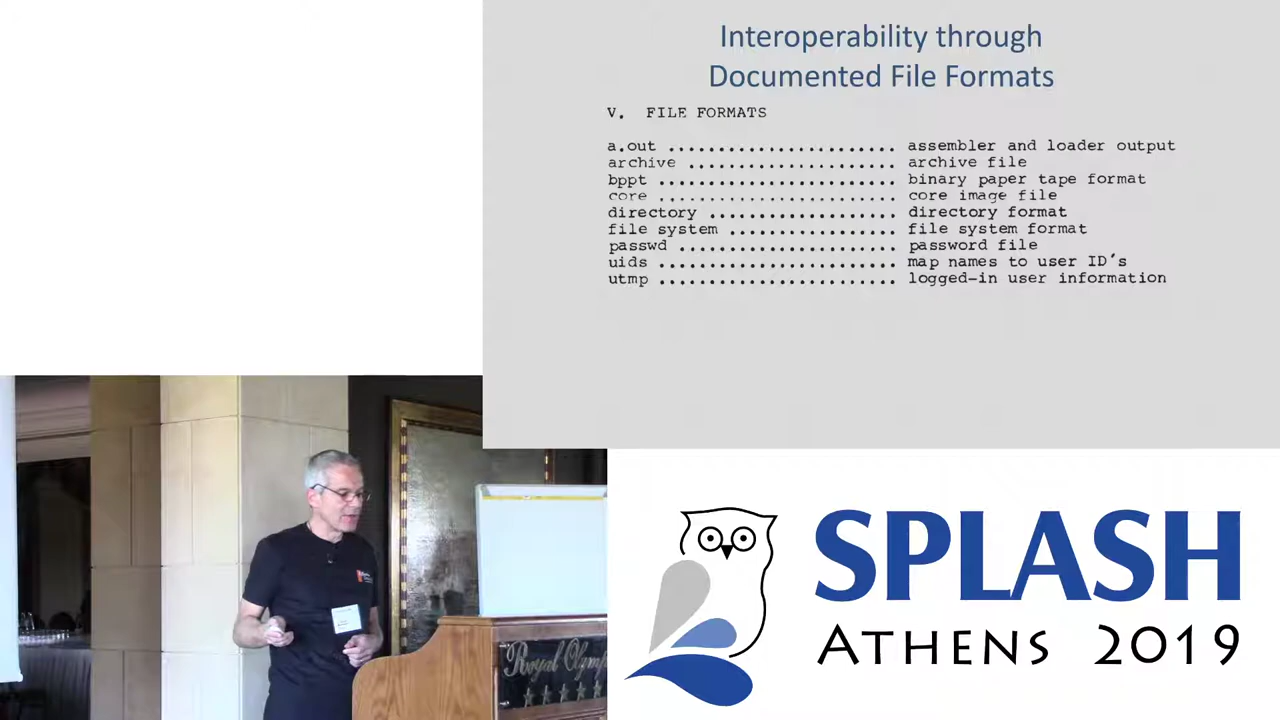 Interoperability through
Documented File Formats
V. FILE FORMATS
a.out ........................ assembler and loader output
archive ..................... archive file
bppt ........................ binary paper tape format
core ........................ core image file
directory ................... directory format
file system ................. file system format
passwd ...................... password file
uids ........................ map names to user ID's
utmp ........................ logged-in user information
Royal Olymp
SPLASH
ATHENS 2019